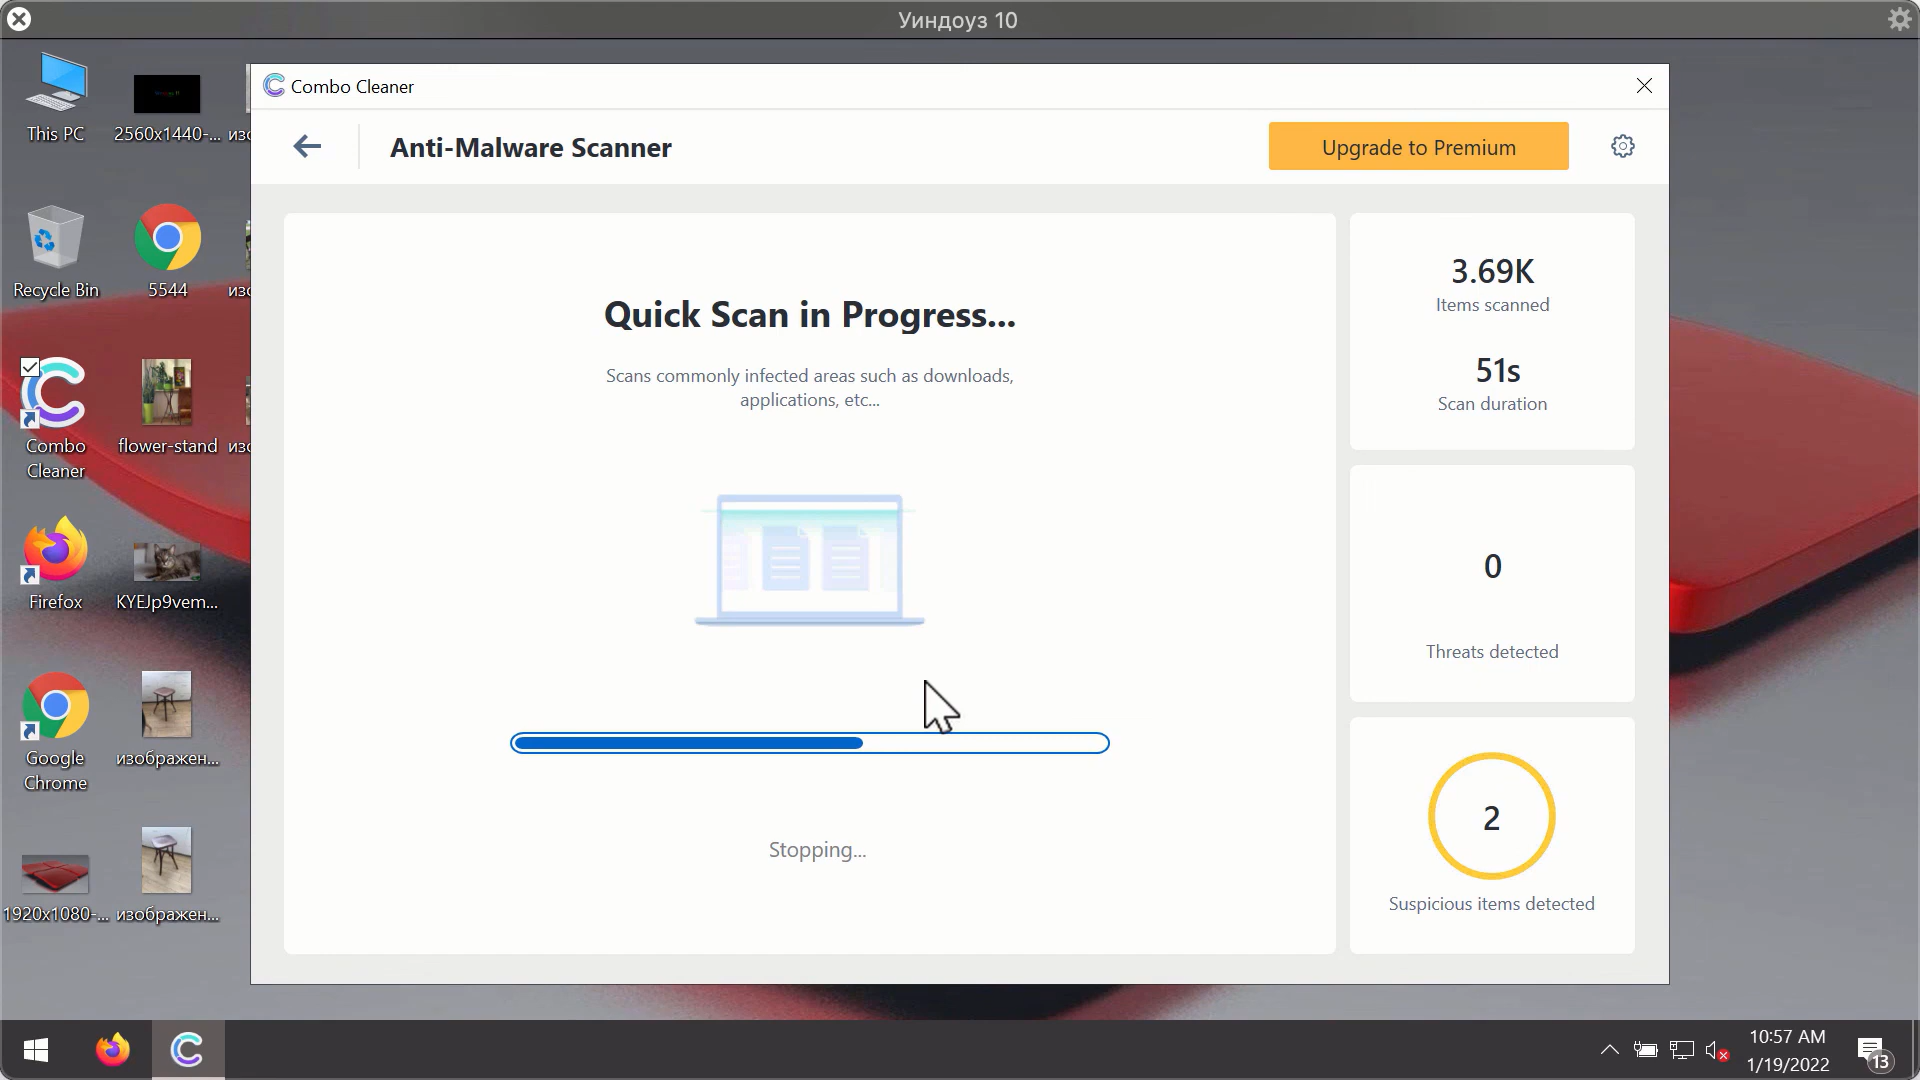 Уиндоуз 10
This PC
2560x1440-...
Recycle Bin
5544
Combo
Cleaner
flower-stand
Firefox
KYEJp9vem...
Google
Chrome
изображен...
1920x1080-...
изображен...
Combo Cleaner
Anti-Malware Scanner
Upgrade to Premium
Quick Scan in Progress...
Scans commonly infected areas such as downloads,
applications, etc...
Stopping...
3.69K
Items scanned
51s
Scan duration
0
Threats detected
2
Suspicious items detected
10:57 AM
1/19/2022
13